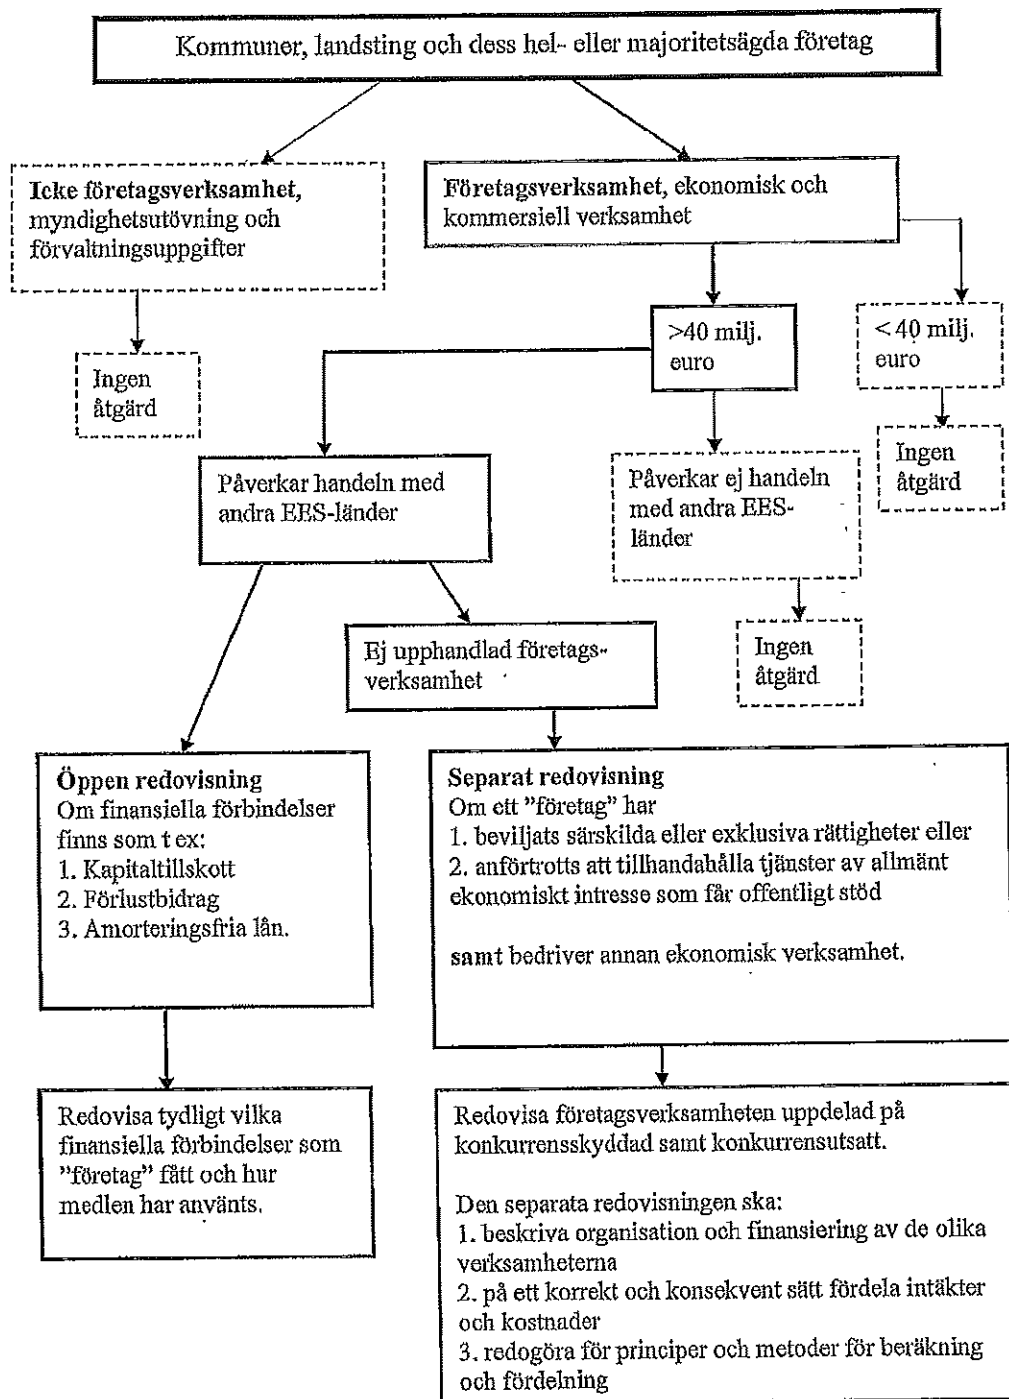 Kommuner, landsting och dess hel- eller majoritetsägda företag
Icke företagsverksamhet,
myndighetsutövning och
förvaltningsuppgifter
Företagsverksamhet, ekonomisk och
kommersiell verksamhet
>40 milj.
euro
<40 milj.
euro
Ingen
åtgärd
Ingen
åtgärd
Påverkar handeln med
andra EES-länder
Påverkar ej handeln
med andra EES-
länder
Ej upphandlad företags-
verksamhet
Ingen
åtgärd
Öppen redovisning
Om finansiella förbindelser
finns som t ex:
1. Kapitaltillskott
2. Förlustbidrag
3. Amorteringsfria lån.
Separat redovisning
Om ett "företag" har
1. beviljats särskilda eller exklusiva rättigheter eller
2. anförtrotts att tillhandahålla tjänster av allmänt
ekonomiskt intresse som får offentligt stöd
samt bedriver annan ekonomisk verksamhet.
Redovisa tydligt vilka
finansiella förbindelser som
"företag" fått och hur
medlen har använts.
Redovisa företagsverksamheten uppdelad på
konkurrensskyddad samt konkurrensutsatt.
Den separata redovisningen ska:
1. beskriva organisation och finansiering av de olika
verksamheterna
2. på ett korrekt och konsekvent sätt fördela intäkter
och kostnader
3. redogöra för principer och metoder för beräkning
och fördelning